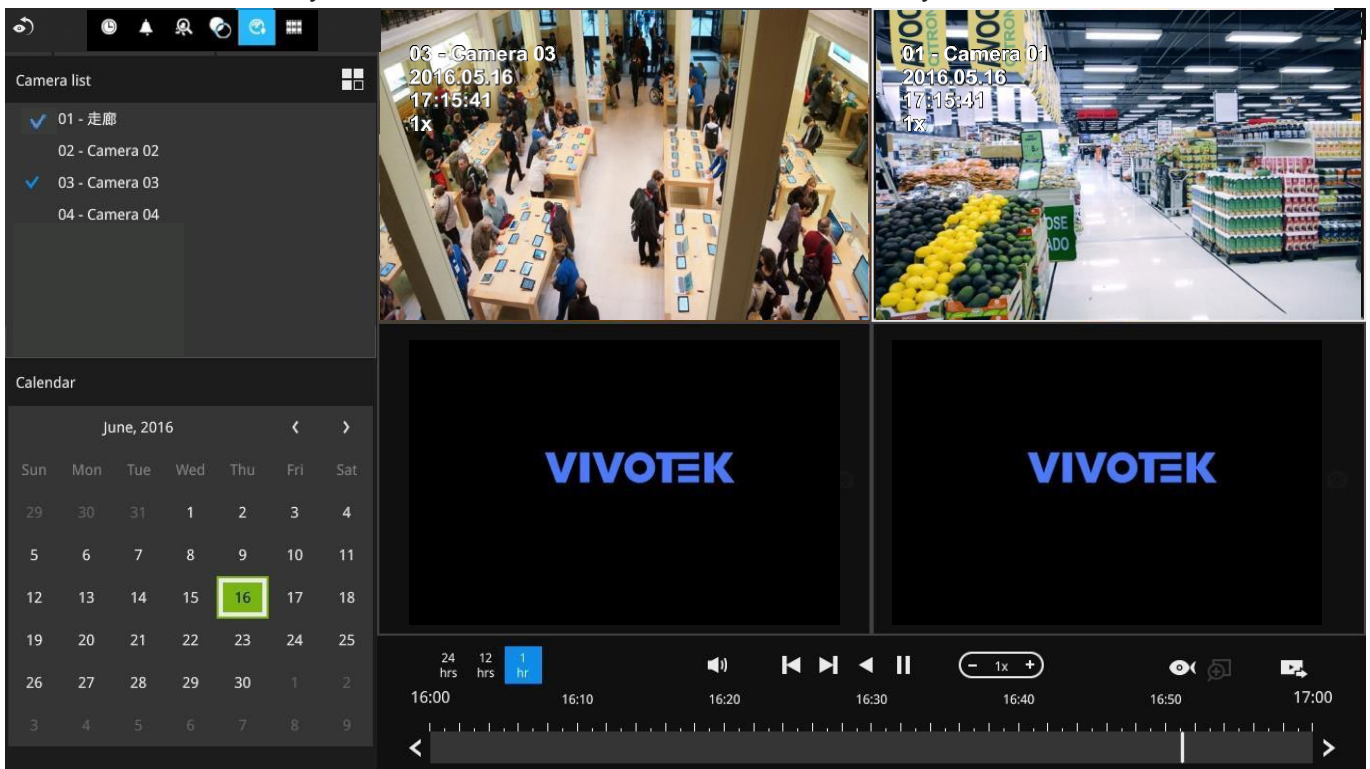 Camera list
01 - 走廊
02 - Camera 02
03 - Camera 03
04 - Camera 04
Calendar
June, 2016
Sun Mon Tue Wed Thu Fri Sat
29 30 31 1 2 3 4
5 6 7 8 9 10 11
12 13 14 15 16 17 18
19 20 21 22 23 24 25
26 27 28 29 30 1 2
3 4 5 6 7 8 9
03 - Camera 03
2016.05.16
17:15:41
1x
01 - Camera 01
2016.05.16
17:15:41
1x
VIVOTEK
VIVOTEK
24 hrs
12 hrs
1 hr
- 1x +
16:00 16:10 16:20 16:30 16:40 16:50 17:00